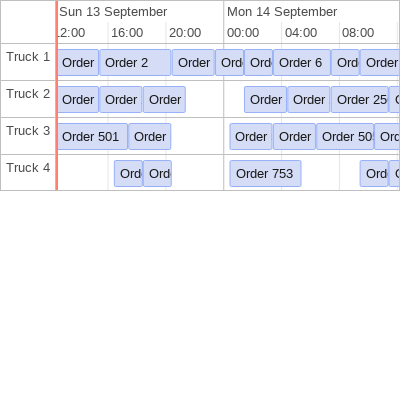 Sun 13 September Mon 14 September
2:00 16:00 20:00 00:00 04:00 08:00
Truck 1 Order Order 2 Order Ord Ord Order 6 Ord Order
Truck 2 Order Order Order Order Order Order 25
Truck 3 Order 501 Order Order Order Order 50 Ord
Truck 4 Ord Ord Order 753 Ord